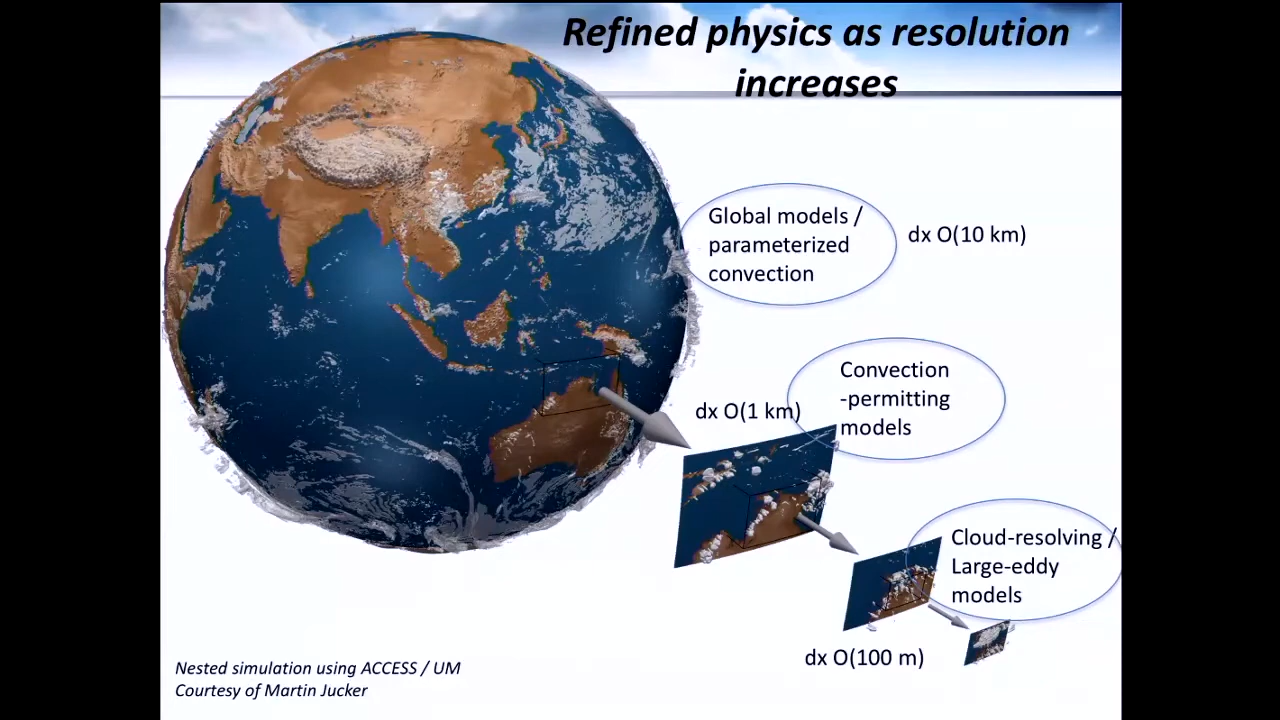 Refined physics as resolution
increases
Global models /
parameterized
convection
dx O(10 km)
Convection
-permitting
models
dx O(1 km)
Cloud-resolving /
Large-eddy
models
dx O(100 m)
Nested simulation using ACCESS / UM
Courtesy of Martin Jucker